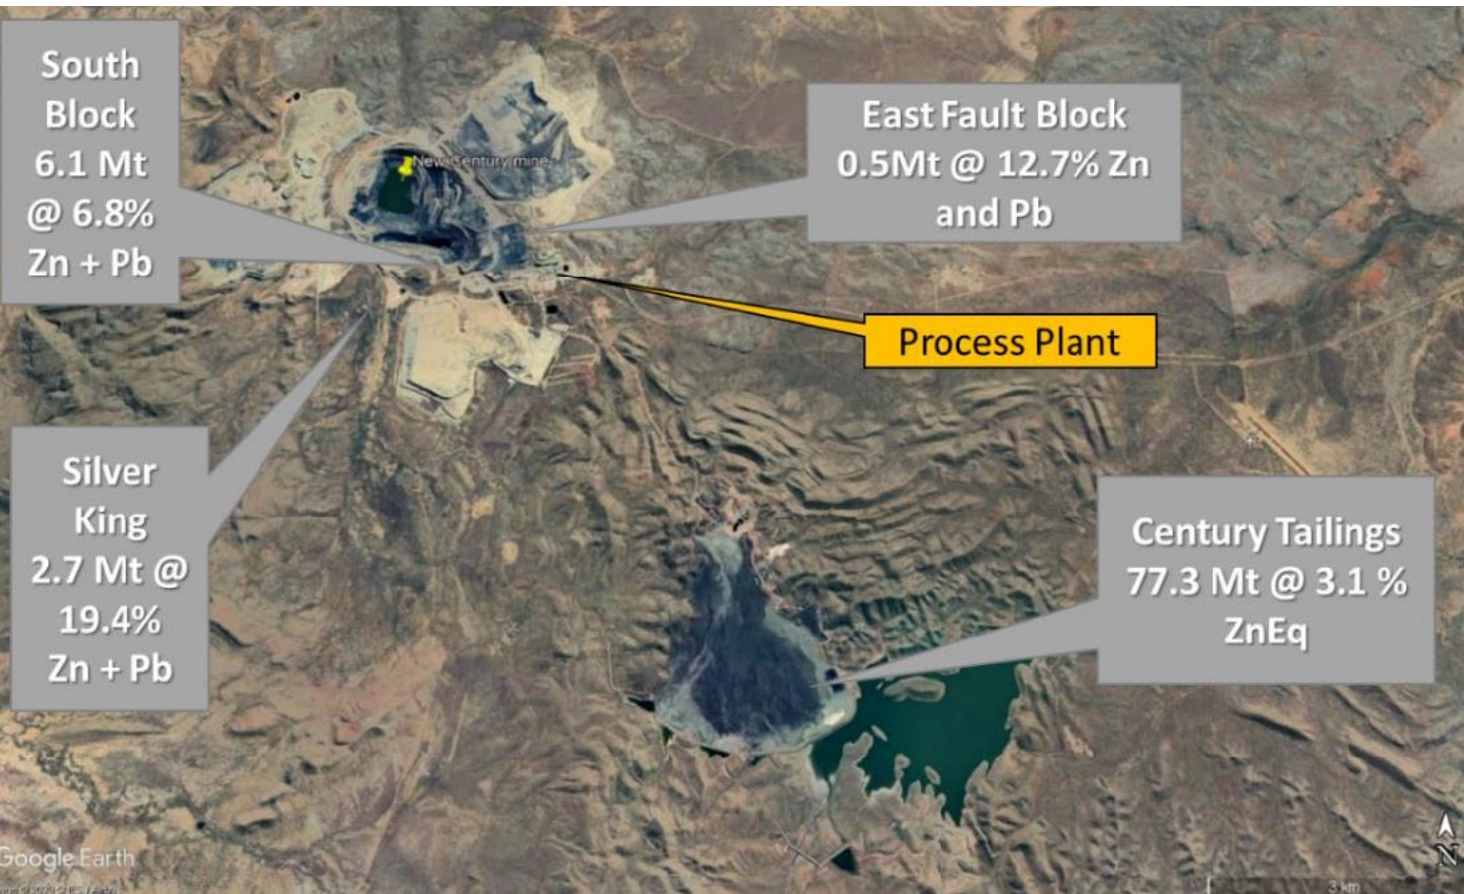 South
Block
6.1 Mt
@ 6.8%
Zn + Pb
New Century mine
East Fault Block
0.5Mt @ 12.7% Zn
and Pb
Process Plant
Silver
King
2.7 Mt @
19.4%
Zn + Pb
Century Tailings
77.3 Mt @ 3.1 %
ZnEq
Google Earth
N
3 km